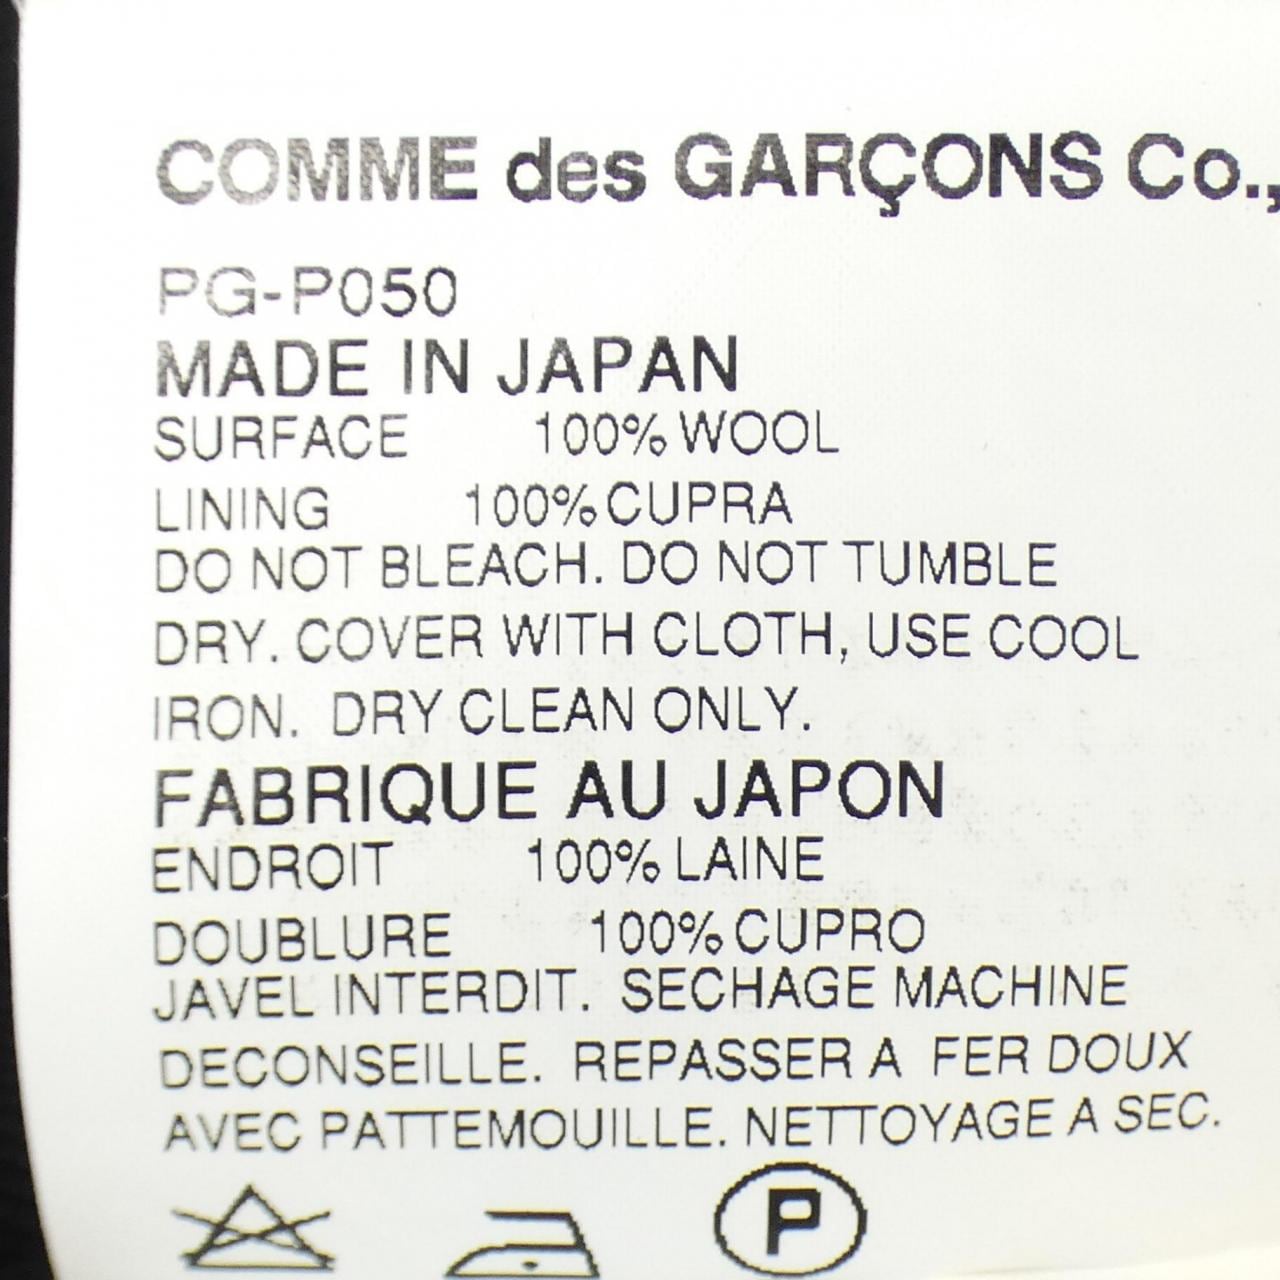 COMME des GARÇONS Co.,
PG-P050
MADE IN JAPAN
SURFACE 100% WOOL
LINING 100% CUPRA
DO NOT BLEACH. DO NOT TUMBLE
DRY. COVER WITH CLOTH, USE COOL
IRON. DRY CLEAN ONLY.
FABRIQUE AU JAPON
ENDROIT 100% LAINE
DOUBLURE 100% CUPRO
JAVEL INTERDIT. SECHAGE MACHINE
DECONSEILLE. REPASSER A FER DOUX
AVEC PATTEMOUILLE. NETTOYAGE A SEC.
P